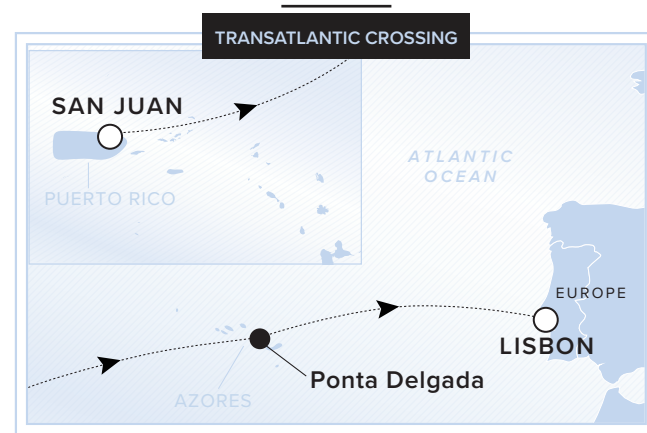 TRANSATLANTIC CROSSING
SAN JUAN
PUERTO RICO
ATLANTIC
OCEAN
EUROPE
LISBON
Ponta Delgada
AZORES